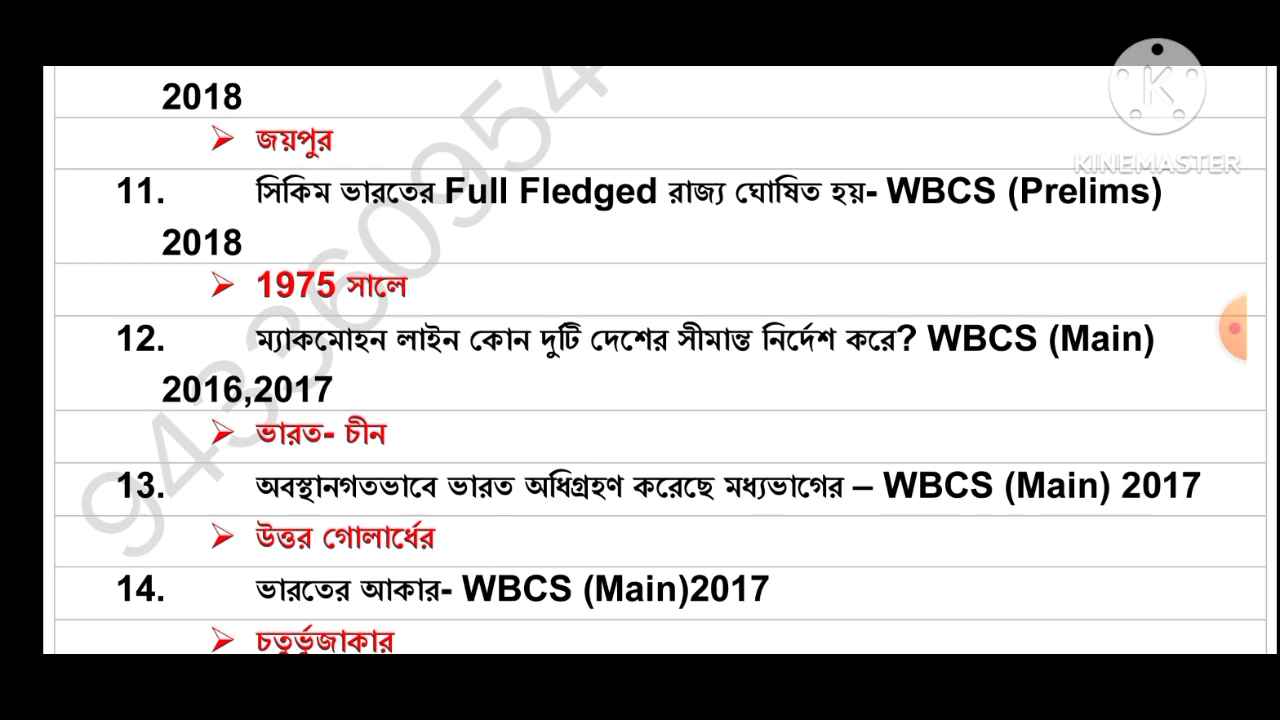 2018
➢ জয়পুর
11. সিকিম ভারতের Full Fledged রাজ্য ঘোষিত হয়- WBCS (Prelims)
2018
➢ 1975 সালে
12. ম্যাকমোহন লাইন কোন দুটি দেশের সীমান্ত নির্দেশ করে? WBCS (Main)
2016,2017
➢ ভারত- চীন
13. অবস্থানগতভাবে ভারত অধিগ্রহণ করেছে মধ্যভাগের – WBCS (Main) 2017
➢ উত্তর গোলার্ধের
14. ভারতের আকার- WBCS (Main)2017
➢ চতুর্ভুজাকার
943360954
K
KINEMASTER